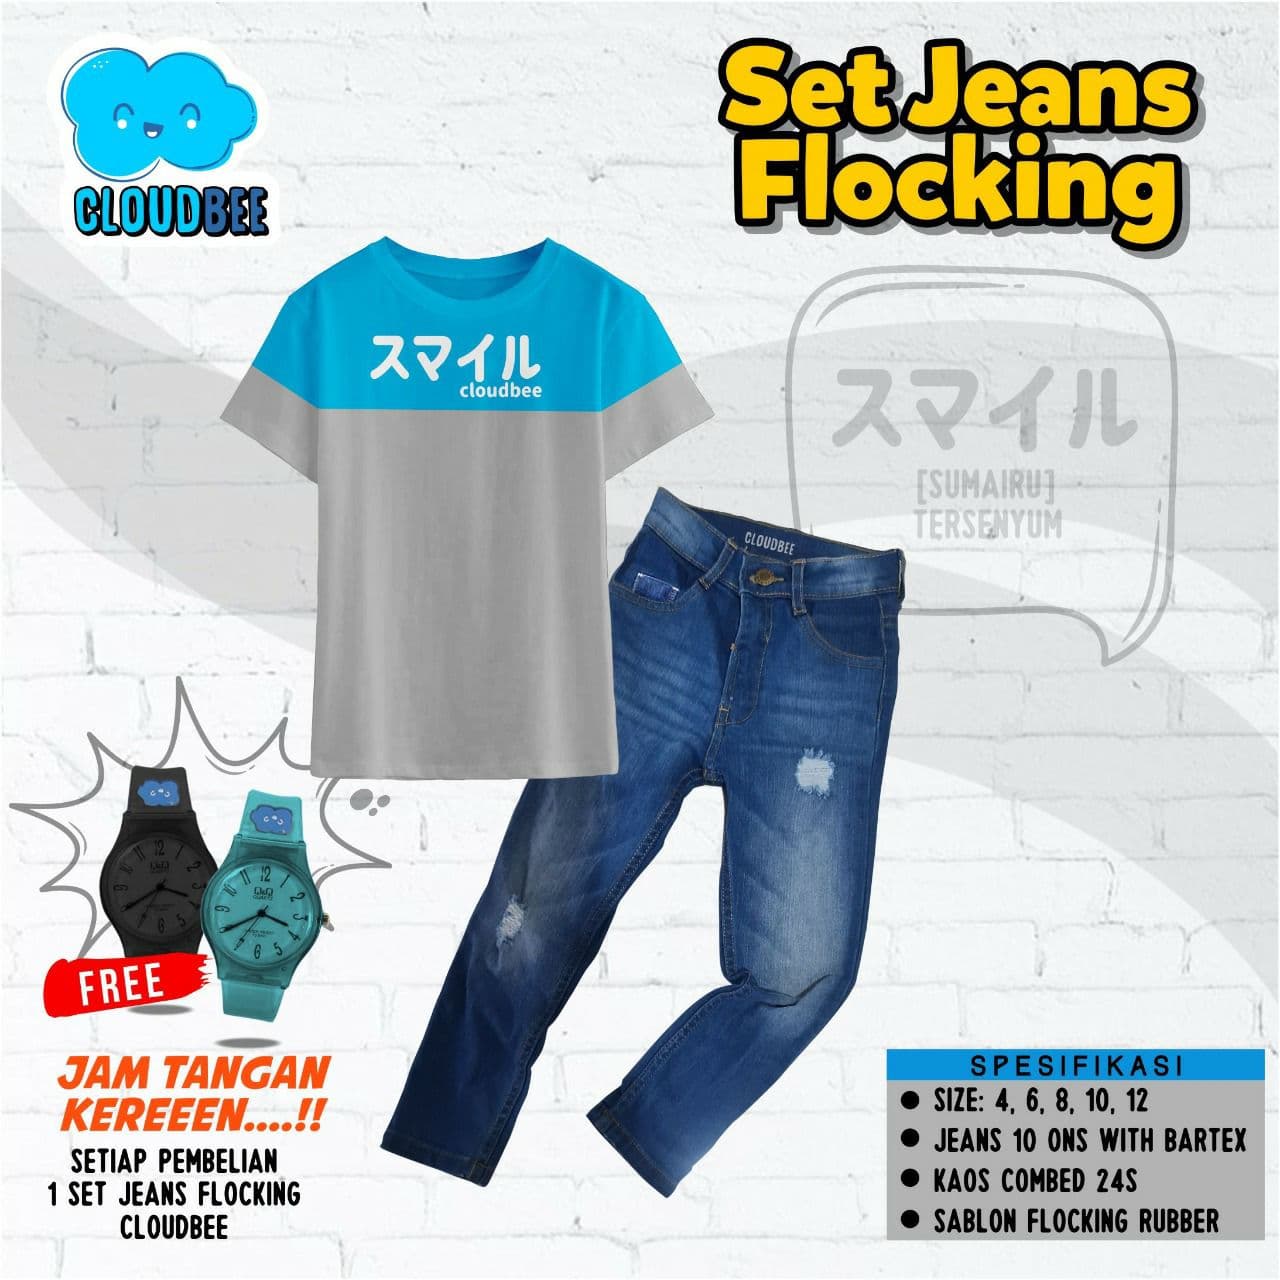 CLOUDBEE
Set Jeans
Flocking
スマイル
cloudbee
スマイル
[SUMAIRU]
TERSENYUM
CLOUDBEE
Q&Q
QUARTZ
Q&Q
QUARTZ
FREE
JAM TANGAN
KEREEEN....!!
SETIAP PEMBELIAN
1 SET JEANS FLOCKING
CLOUDBEE
SPESIFIKASI
● SIZE: 4, 6, 8, 10, 12
● JEANS 10 ONS WITH BARTEX
● KAOS COMBED 24S
● SABLON FLOCKING RUBBER